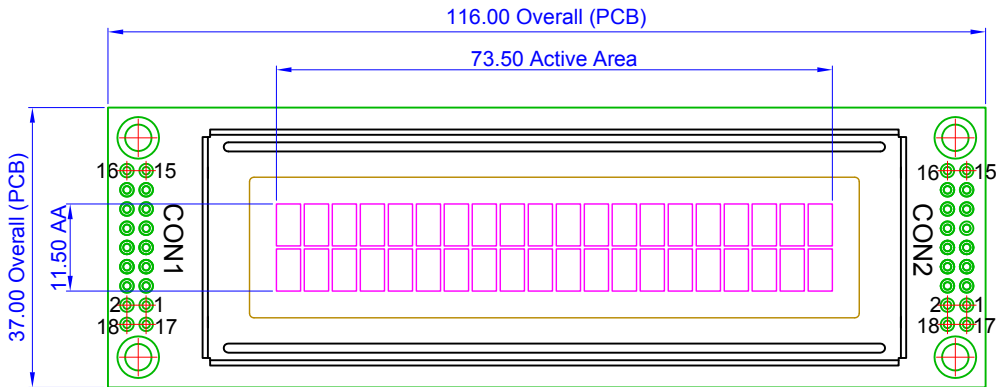 116.00 Overall (PCB)
73.50 Active Area
37.00 Overall (PCB)
11.50 AA
16 15
CON1
2 1
18 17
16 15
CON2
2 1
18 17